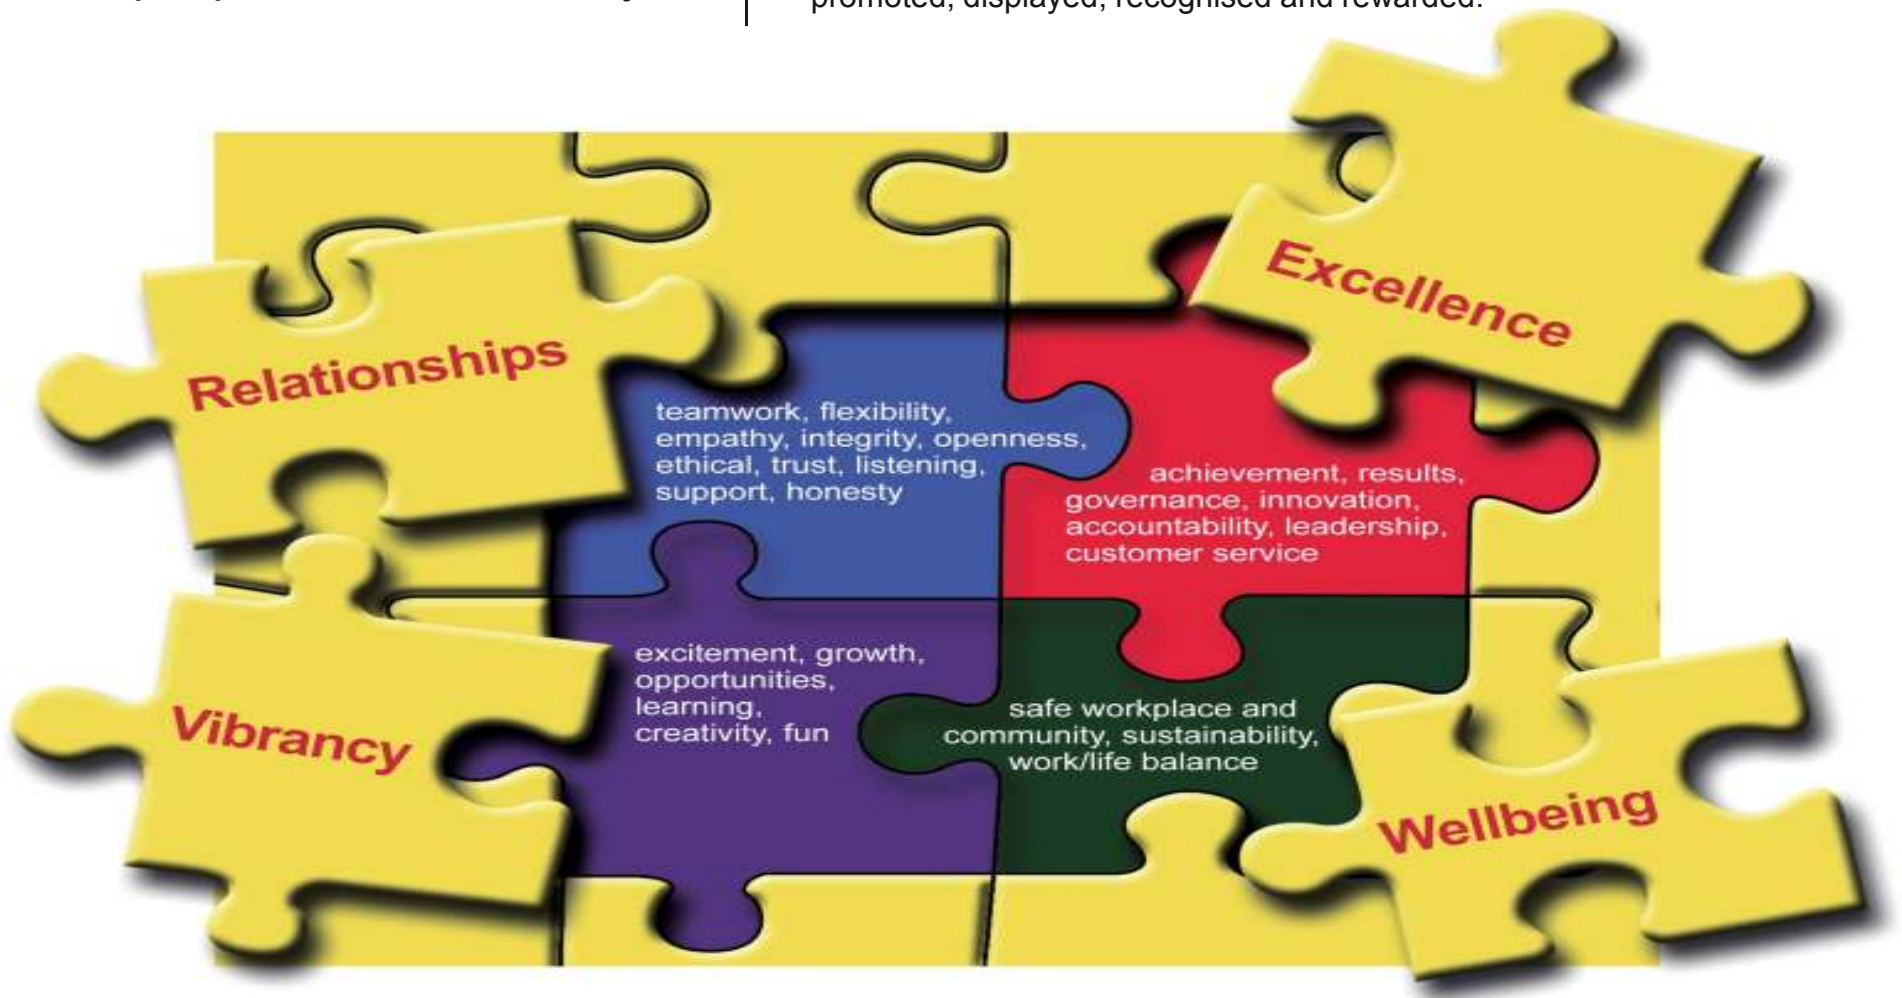 promoted, displayed, recognised and rewarded.
Relationships
teamwork, flexibility,
empathy, integrity, openness,
ethical, trust, listening,
support, honesty
Excellence
achievement, results,
governance, innovation,
accountability, leadership,
customer service
Vibrancy
excitement, growth,
opportunities,
learning,
creativity, fun
Wellbeing
safe workplace and
community, sustainability,
work/life balance